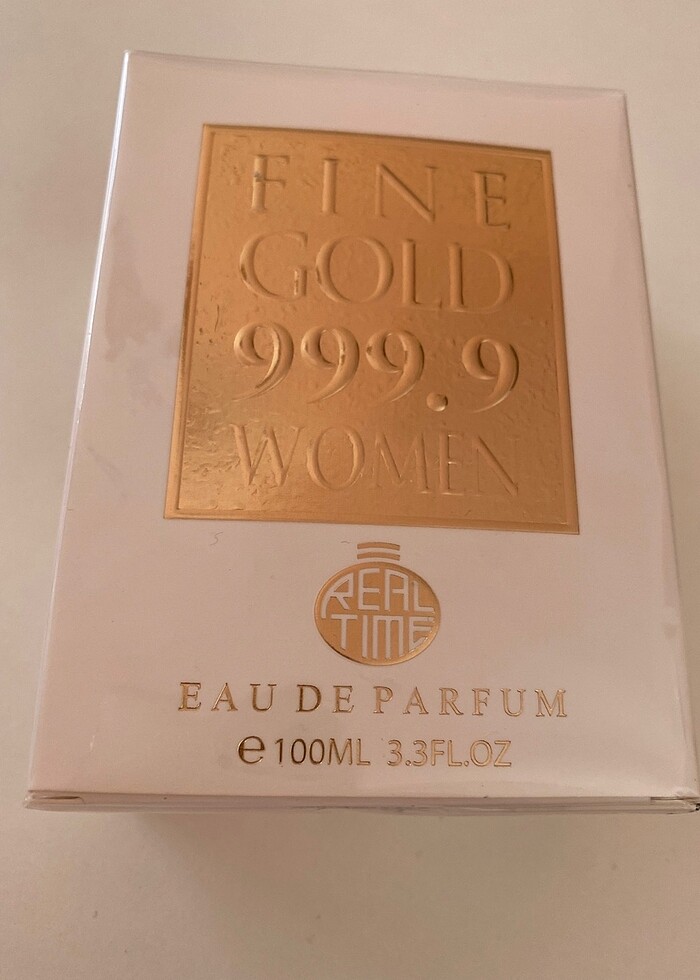 FINE
GOLD
999.9
WOMEN
REAL
TIME
EAU DE PARFUM
℮100ML 3.3FL.OZ